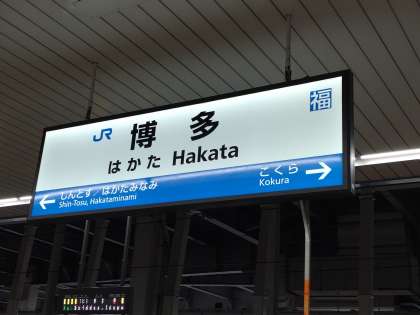 JR
博多
福
はかた Hakata
しんとす／はかたみなみ
Shin-Tosu, Hakataminami
こくら
Kokura